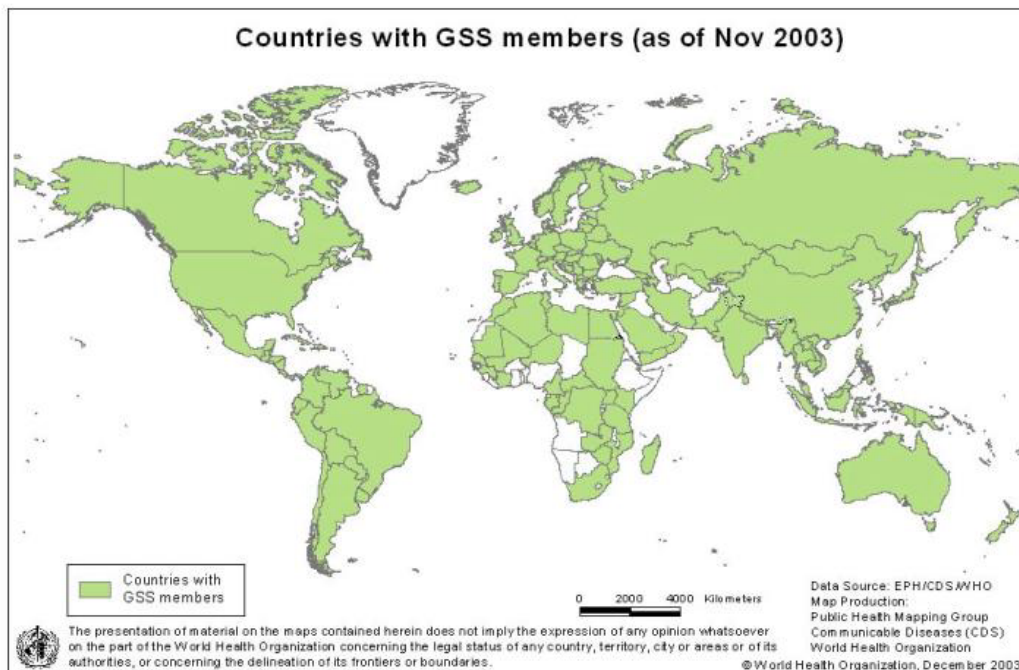 Countries with GSS members (as of Nov 2003)
Countries with
GSS members
0 2000 4000 Kilometers
Data Source: EPH/CDS/WHO
Map Production:
Public Health Mapping Group
Communicable Diseases (CDS)
World Health Organization
The presentation of material on the maps contained herein does not imply the expression of any opinion whatsoever
on the part of the World Health Organization concerning the legal status of any country, territory, city or areas or of its
authorities, or concerning the delineation of its frontiers or boundaries.
© World Health Organization, December 2003